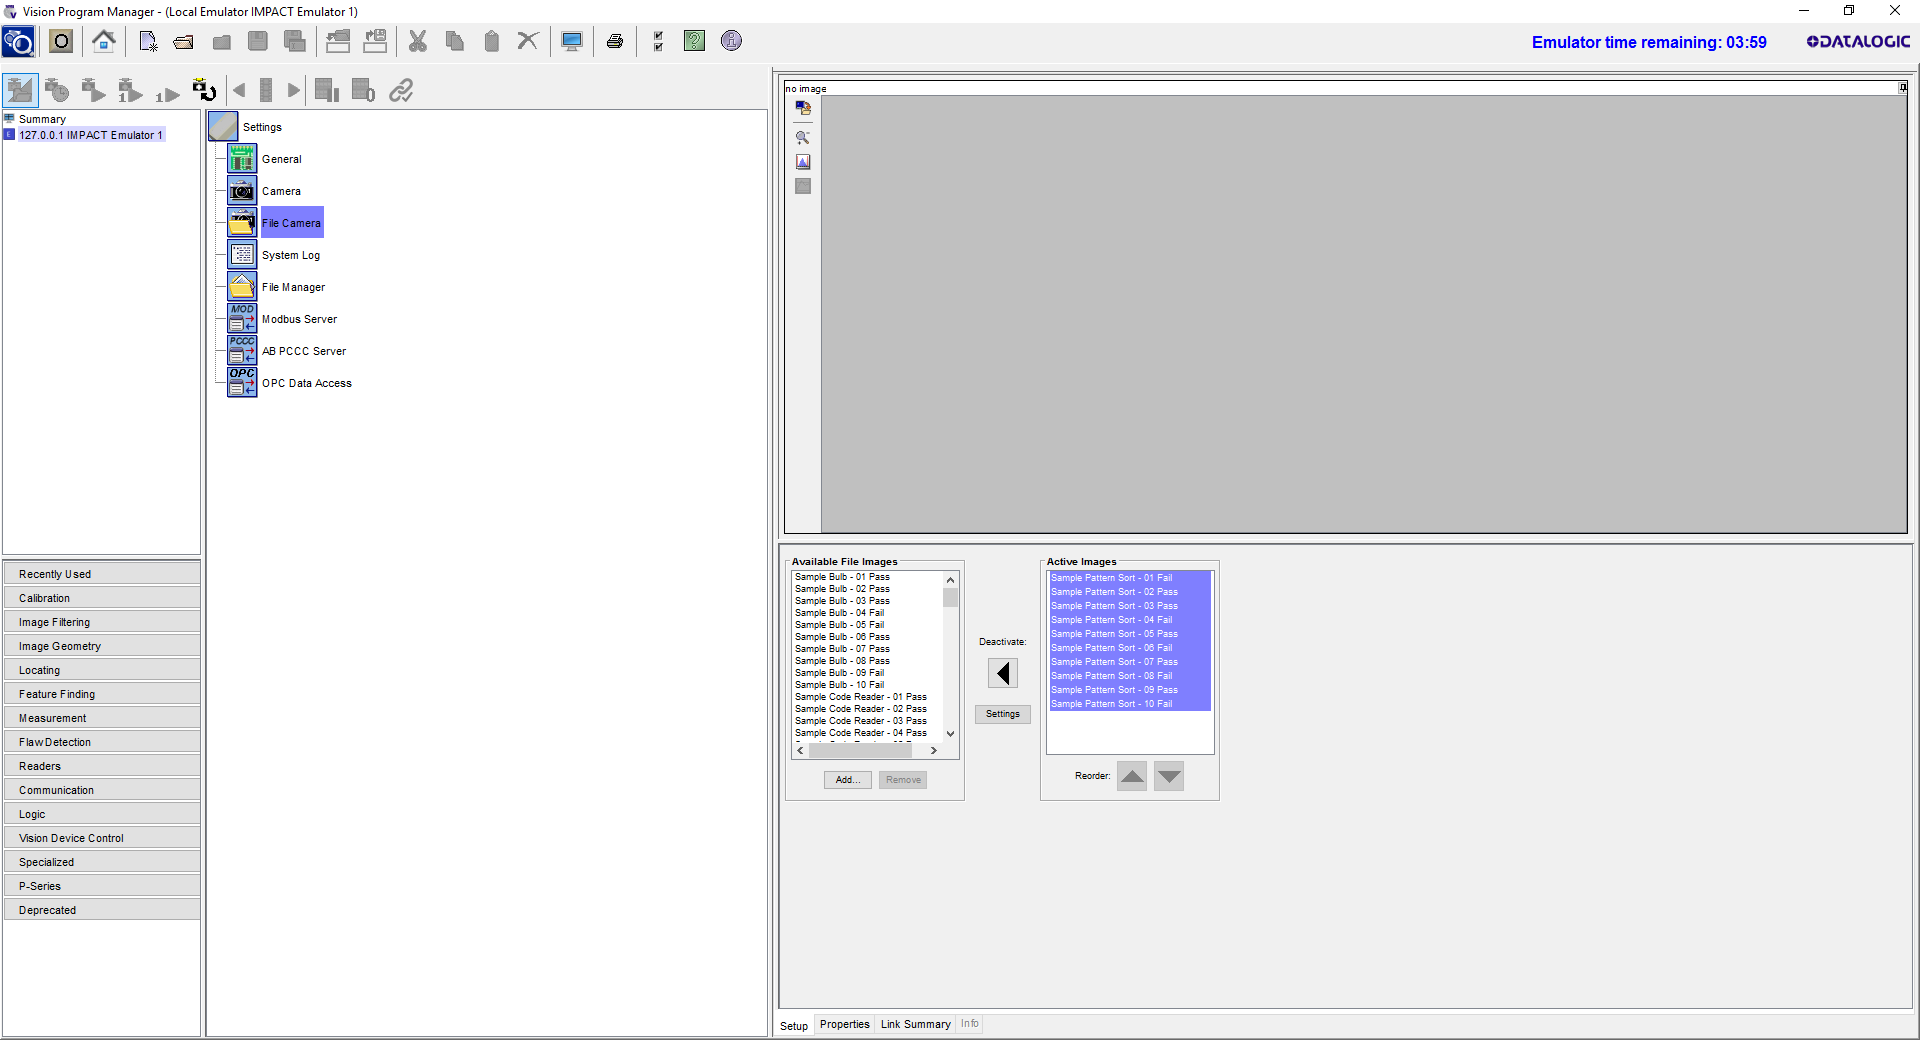 Vision Program Manager - (Local Emulator IMPACT Emulator 1)
Emulator time remaining: 03:59
DATALOGIC
Summary
127.0.0.1 IMPACT Emulator 1
Settings
General
Camera
File Camera
System Log
File Manager
MOD
Modbus Server
PCCC
AB PCCC Server
OPC
OPC Data Access
Recently Used
Calibration
Image Filtering
Image Geometry
Locating
Feature Finding
Measurement
Flaw Detection
Readers
Communication
Logic
Vision Device Control
Specialized
P-Series
Deprecated
no image
Available File Images
Sample Bulb - 01 Pass
Sample Bulb - 02 Pass
Sample Bulb - 03 Pass
Sample Bulb - 04 Fail
Sample Bulb - 05 Fail
Sample Bulb - 06 Pass
Sample Bulb - 07 Pass
Sample Bulb - 08 Pass
Sample Bulb - 09 Fail
Sample Bulb - 10 Fail
Sample Code Reader - 01 Pass
Sample Code Reader - 02 Pass
Sample Code Reader - 03 Pass
Sample Code Reader - 04 Pass
Add...
Remove
Deactivate:
Settings
Active Images
Sample Pattern Sort - 01 Fail
Sample Pattern Sort - 02 Pass
Sample Pattern Sort - 03 Pass
Sample Pattern Sort - 04 Fail
Sample Pattern Sort - 05 Pass
Sample Pattern Sort - 06 Fail
Sample Pattern Sort - 07 Pass
Sample Pattern Sort - 08 Fail
Sample Pattern Sort - 09 Pass
Sample Pattern Sort - 10 Fail
Reorder:
Setup
Properties
Link Summary
Info